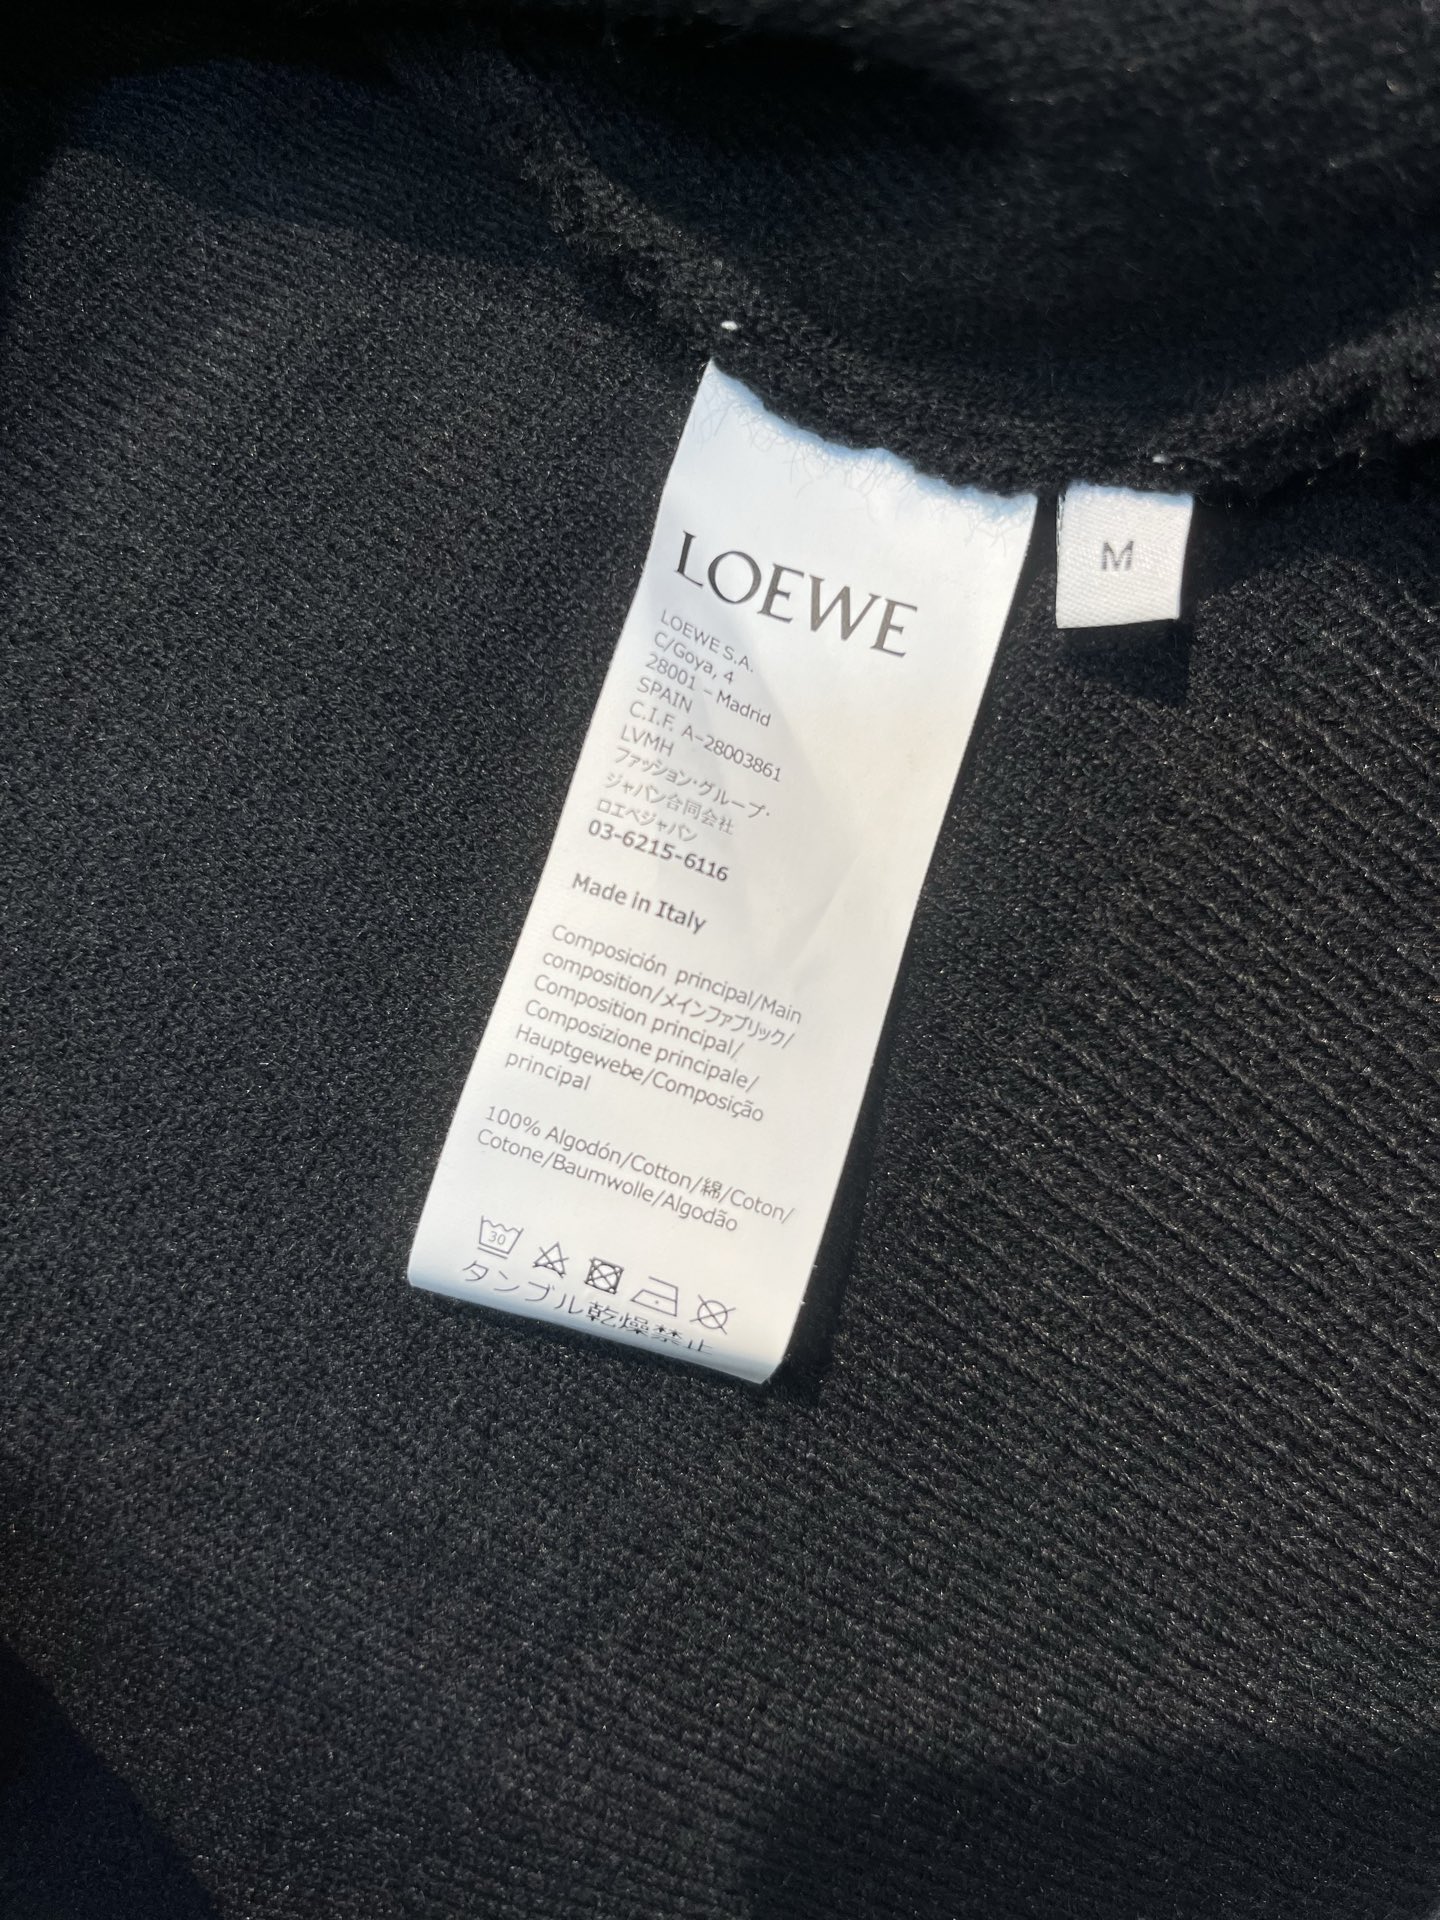 LOEWE
LOEWE S.A.
C/Goya, 4
28001 - Madrid
SPAIN
C.I.F. A-28003861
LVMH
ファッション・グループ・
ジャパン合同会社
ロエベジャパン
03-6215-6116
Made in Italy
Composición principal/Main
composition/メインファブリック/
Composition principal/
Composizione principale/
Hauptgewebe/Composição
principal
100% Algodón/Cotton/綿/Coton/
Cotone/Baumwolle/Algodão
30
タンブル乾燥禁止
M